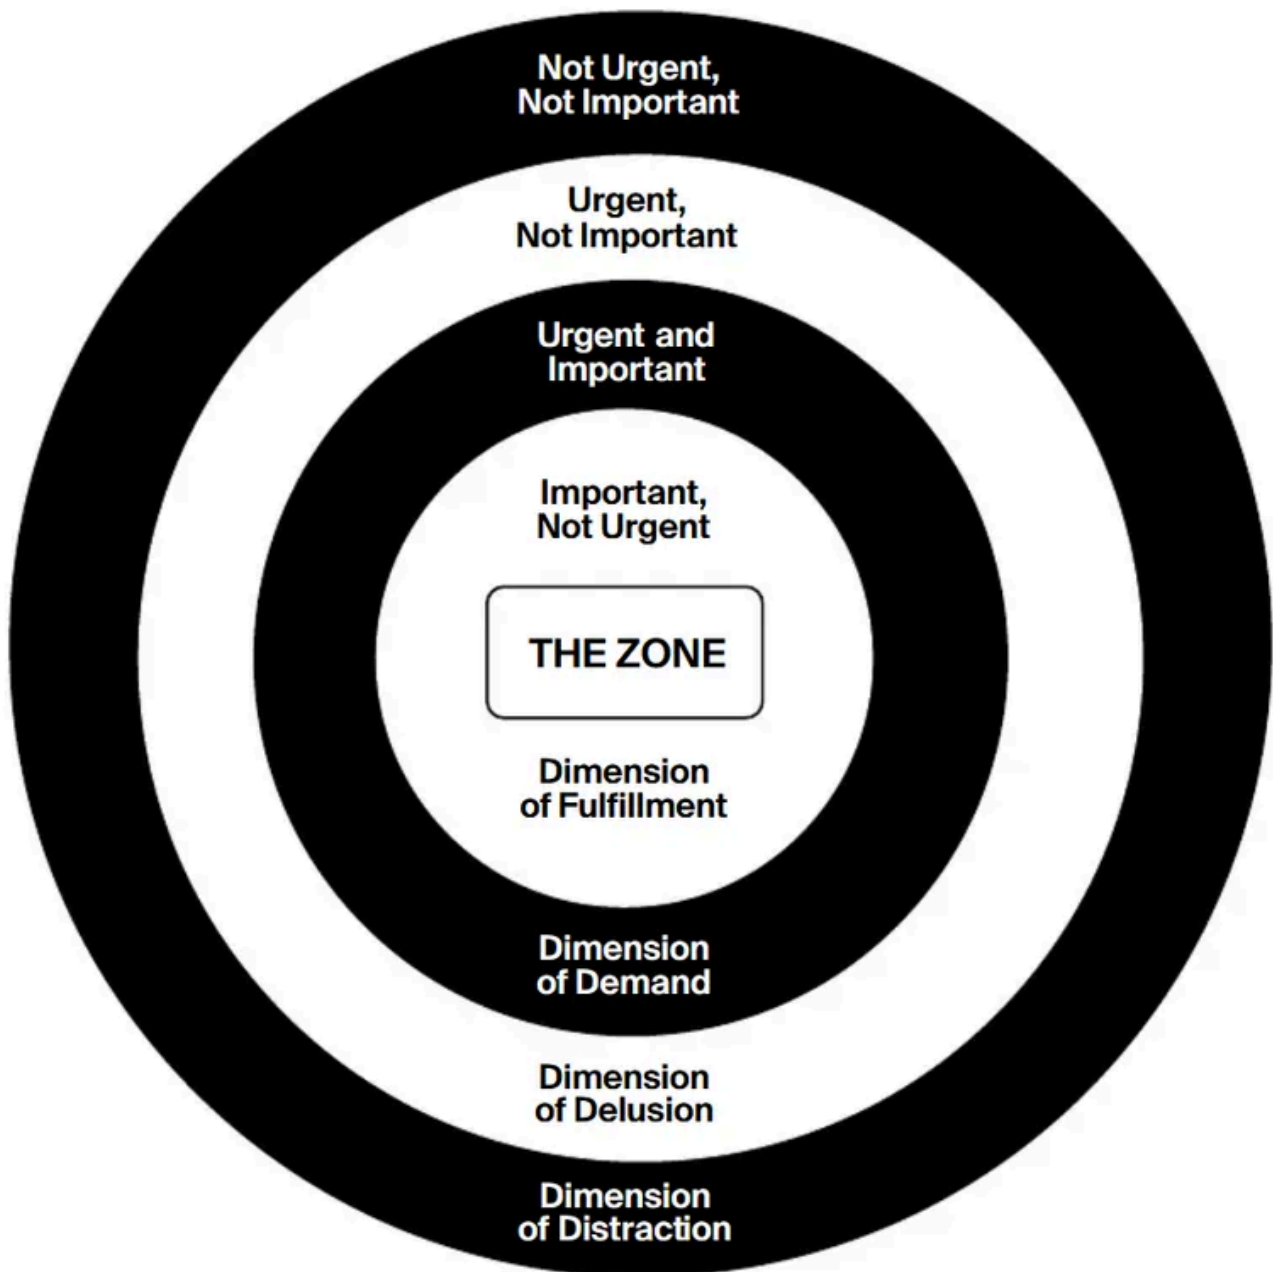 Not Urgent,
Not Important
Urgent,
Not Important
Urgent and
Important
Important,
Not Urgent
THE ZONE
Dimension
of Fulfillment
Dimension
of Demand
Dimension
of Delusion
Dimension
of Distraction